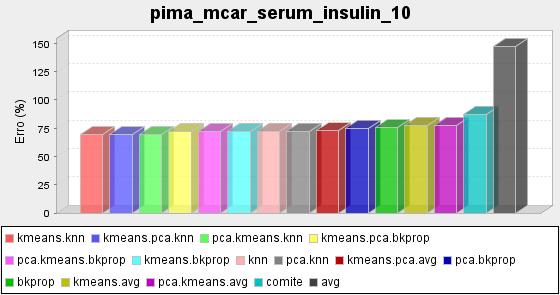 pima_mcar_serum_insulin_10
150
125
100
75
50
25
0
Erro (%)
kmeans.knn kmeans.pca.knn pca.kmeans.knn kmeans.pca.bkprop
pca.kmeans.bkprop kmeans.bkprop knn pca.knn kmeans.pca.avg pca.bkprop
bkprop kmeans.avg pca.kmeans.avg comite avg